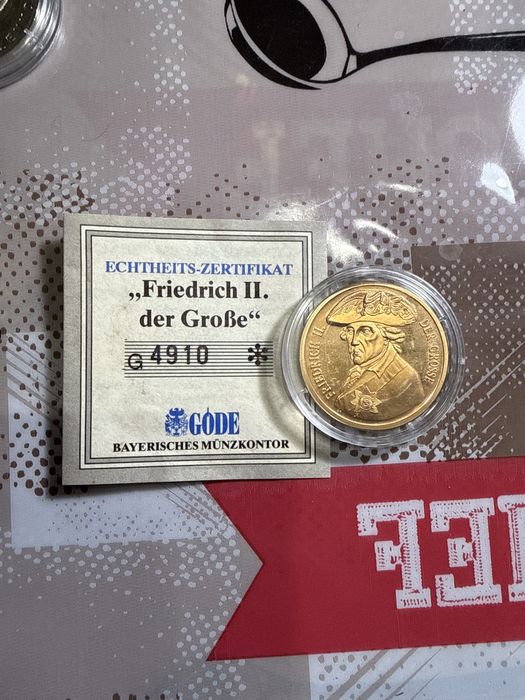 ECHTHEITS-ZERTIFIKAT
„Friedrich II.
der Große“
G 4910 *
GÖDE
BAYERISCHES MÜNZKONTOR
FRIEDRICH II. DER GROSSE